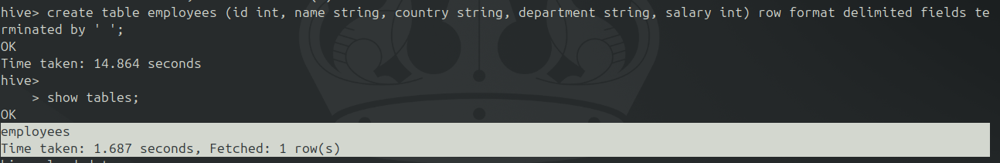 hive> create table employees (id int, name string, country string, department string, salary int) row format delimited fields te
rminated by ' ';
OK
Time taken: 14.864 seconds
hive>
    > show tables;
OK
employees
Time taken: 1.687 seconds, Fetched: 1 row(s)